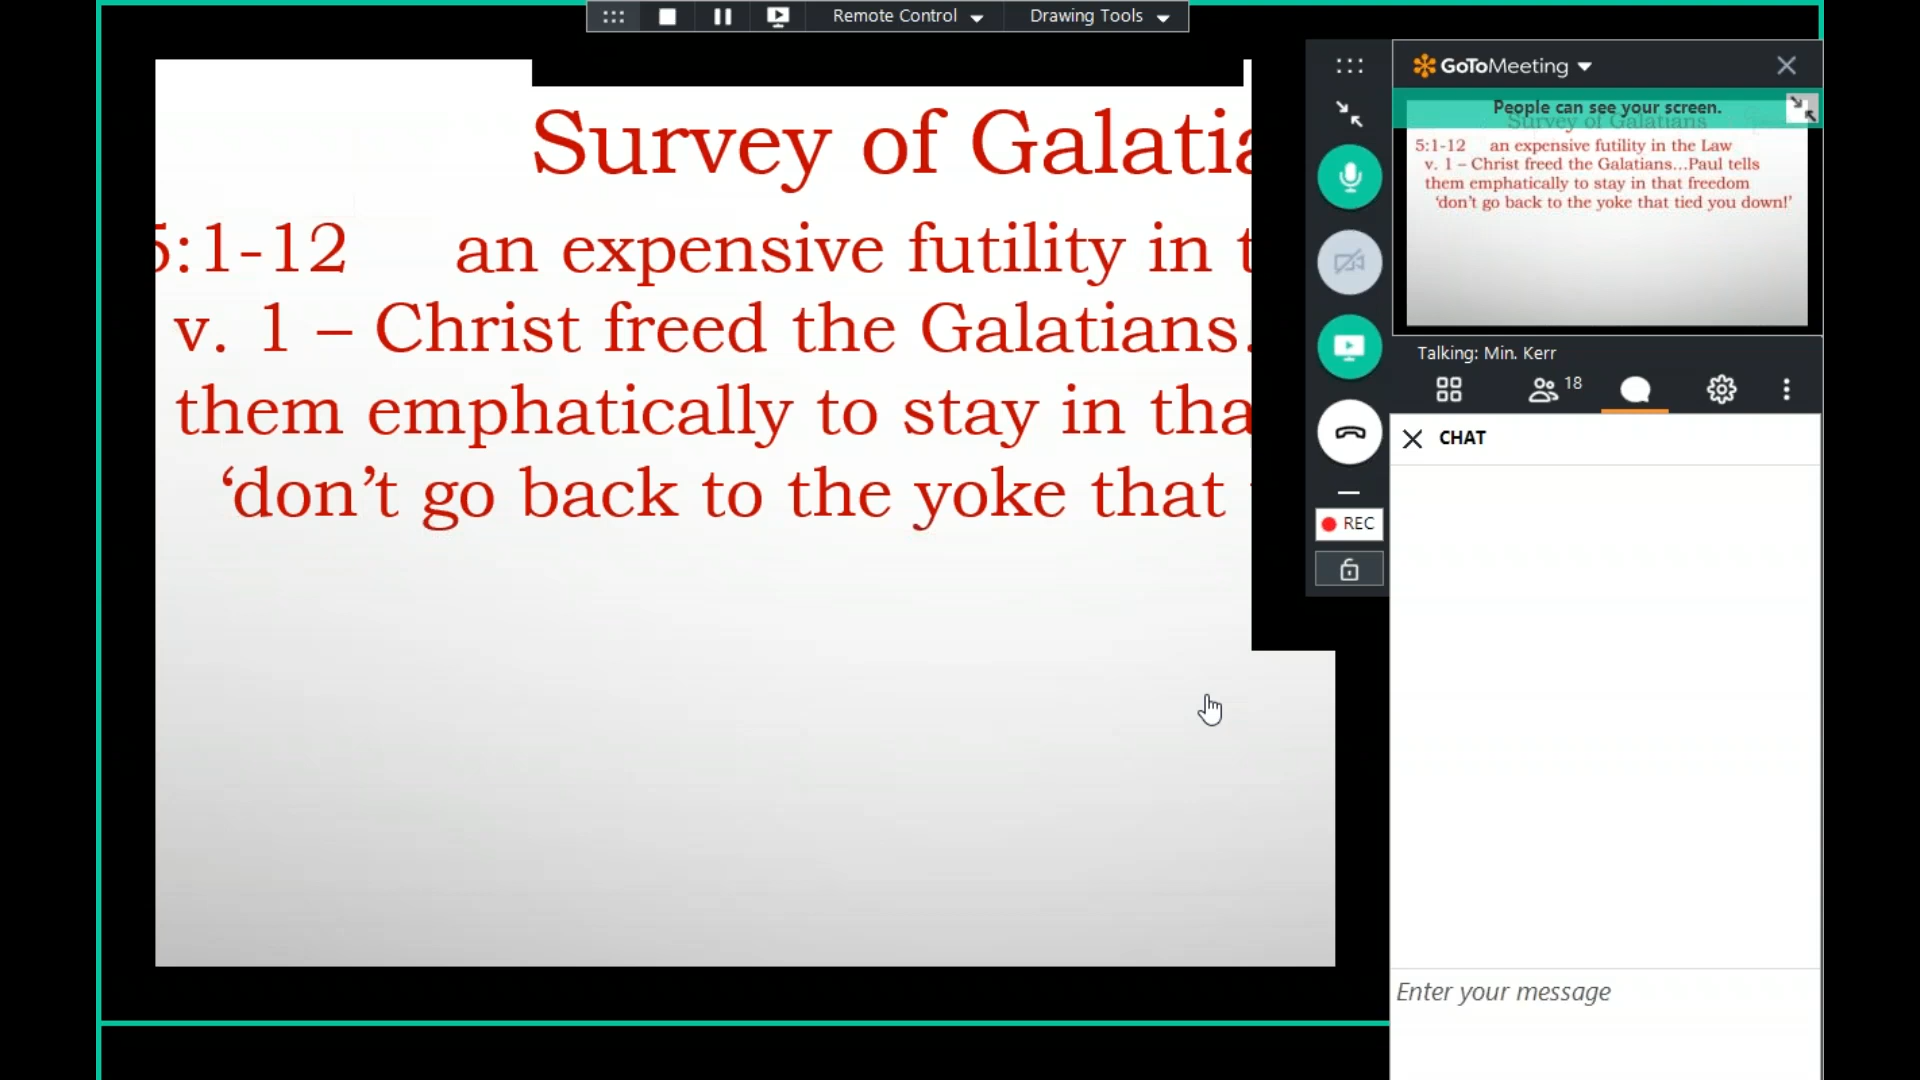 Remote Control
Drawing Tools
Survey of Galatia
5:1-12 an expensive futility in t
v. 1 – Christ freed the Galatians.
them emphatically to stay in tha
‘don’t go back to the yoke that
GoToMeeting
People can see your screen.
Survey of Galatians
5:1-12 an expensive futility in the Law
v. 1 – Christ freed the Galatians...Paul tells
them emphatically to stay in that freedom
‘don’t go back to the yoke that tied you down!’
Talking: Min. Kerr
18
CHAT
REC
Enter your message